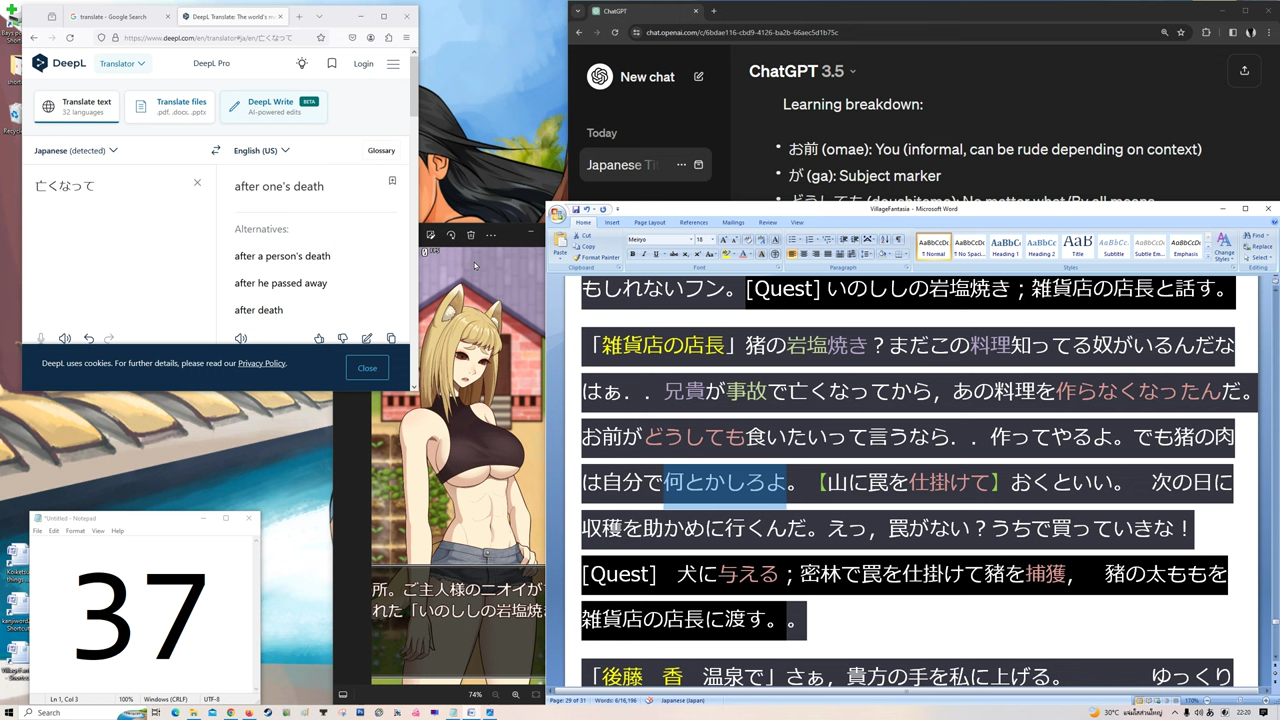 translate - Google Search
DeepL Translate: The world's m
https://www.deepl.com/en/translator#ja/en/亡くなって
DeepL
Translator
DeepL Pro
Login
Translate text
32 languages
Translate files
.pdf, .docx, .pptx
DeepL Write BETA
AI-powered edits
Japanese (detected)
English (US)
Glossary
亡くなって
after one's death
Alternatives:
after a person's death
after he passed away
after death
DeepL uses cookies. For further details, please read our Privacy Policy.
Close
ChatGPT
chat.openai.com/c/6bdae116-cbd9-4126-ba2b-66aec5d1b75c
New chat
ChatGPT 3.5
Learning breakdown:
Today
Japanese Ti
お前 (omae): You (informal, can be rude depending on context)
が (ga): Subject marker
VillageFantasia - Microsoft Word
Home Insert Page Layout References Mailings Review View
Paste
Cut
Copy
Format Painter
Clipboard
Meiryo 18
Font
Paragraph
AaBbCcDc AaBbCcDc AaBbCc AaBbCc AaB AaBbCcl AaBbCcDc AaBbCcDc
¶ Normal ¶ No Spaci... Heading 1 Heading 2 Title Subtitle Subtle Em... Emphasis
Change Styles
Styles
Find
Replace
Select
Editing
もしれないフン。[Quest] いのししの岩塩焼き；雑貨店の店長と話す。
「雑貨店の店長」猪の岩塩焼き？まだこの料理知ってる奴がいるんだな
はぁ．．兄貴が事故で亡くなってから，あの料理を作らなくなったんだ。
お前がどうしても食いたいって言うなら．．作ってやるよ。でも猪の肉
は自分で何とかしろよ。【山に罠を仕掛けて】おくといい。 次の日に
収穫を助かめに行くんだ。えっ，罠がない？うちで買っていきな！
[Quest] 犬に与える；密林で罠を仕掛けて猪を捕獲， 猪の太ももを
雑貨店の店長に渡す。。
「後藤 香 温泉で」さぁ，貴方の手を私に上げる。 ゆっくり
Page: 29 of 31 Words: 6/16,196 Japanese (Japan) 170%
所。ご主人様のニオイが
れた「いのししの岩塩焼き
74%
*Untitled - Notepad
File Edit Format View Help
37
Ln 1, Col 3 100% Windows (CRLF) UTF-8
Search
30°C
22:20